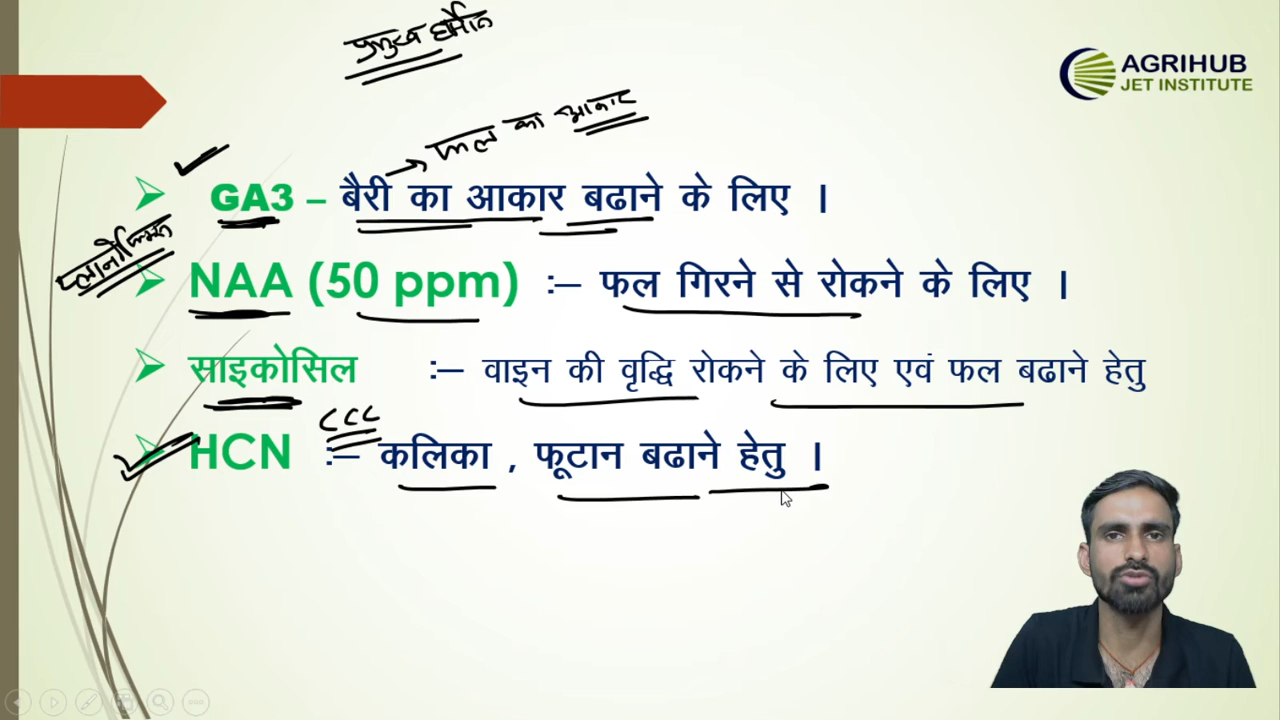 प्रमुख हार्मोन
AGRIHUB
JET INSTITUTE
→ फल का आकार
GA3 – बैरी का आकार बढाने के लिए ।
प्लानोफिक्स
NAA (50 ppm) :– फल गिरने से रोकने के लिए ।
साइकोसिल :– वाइन की वृद्धि रोकने के लिए एवं फल बढाने हेतु
CCC
HCN :– कलिका , फूटान बढाने हेतु ।